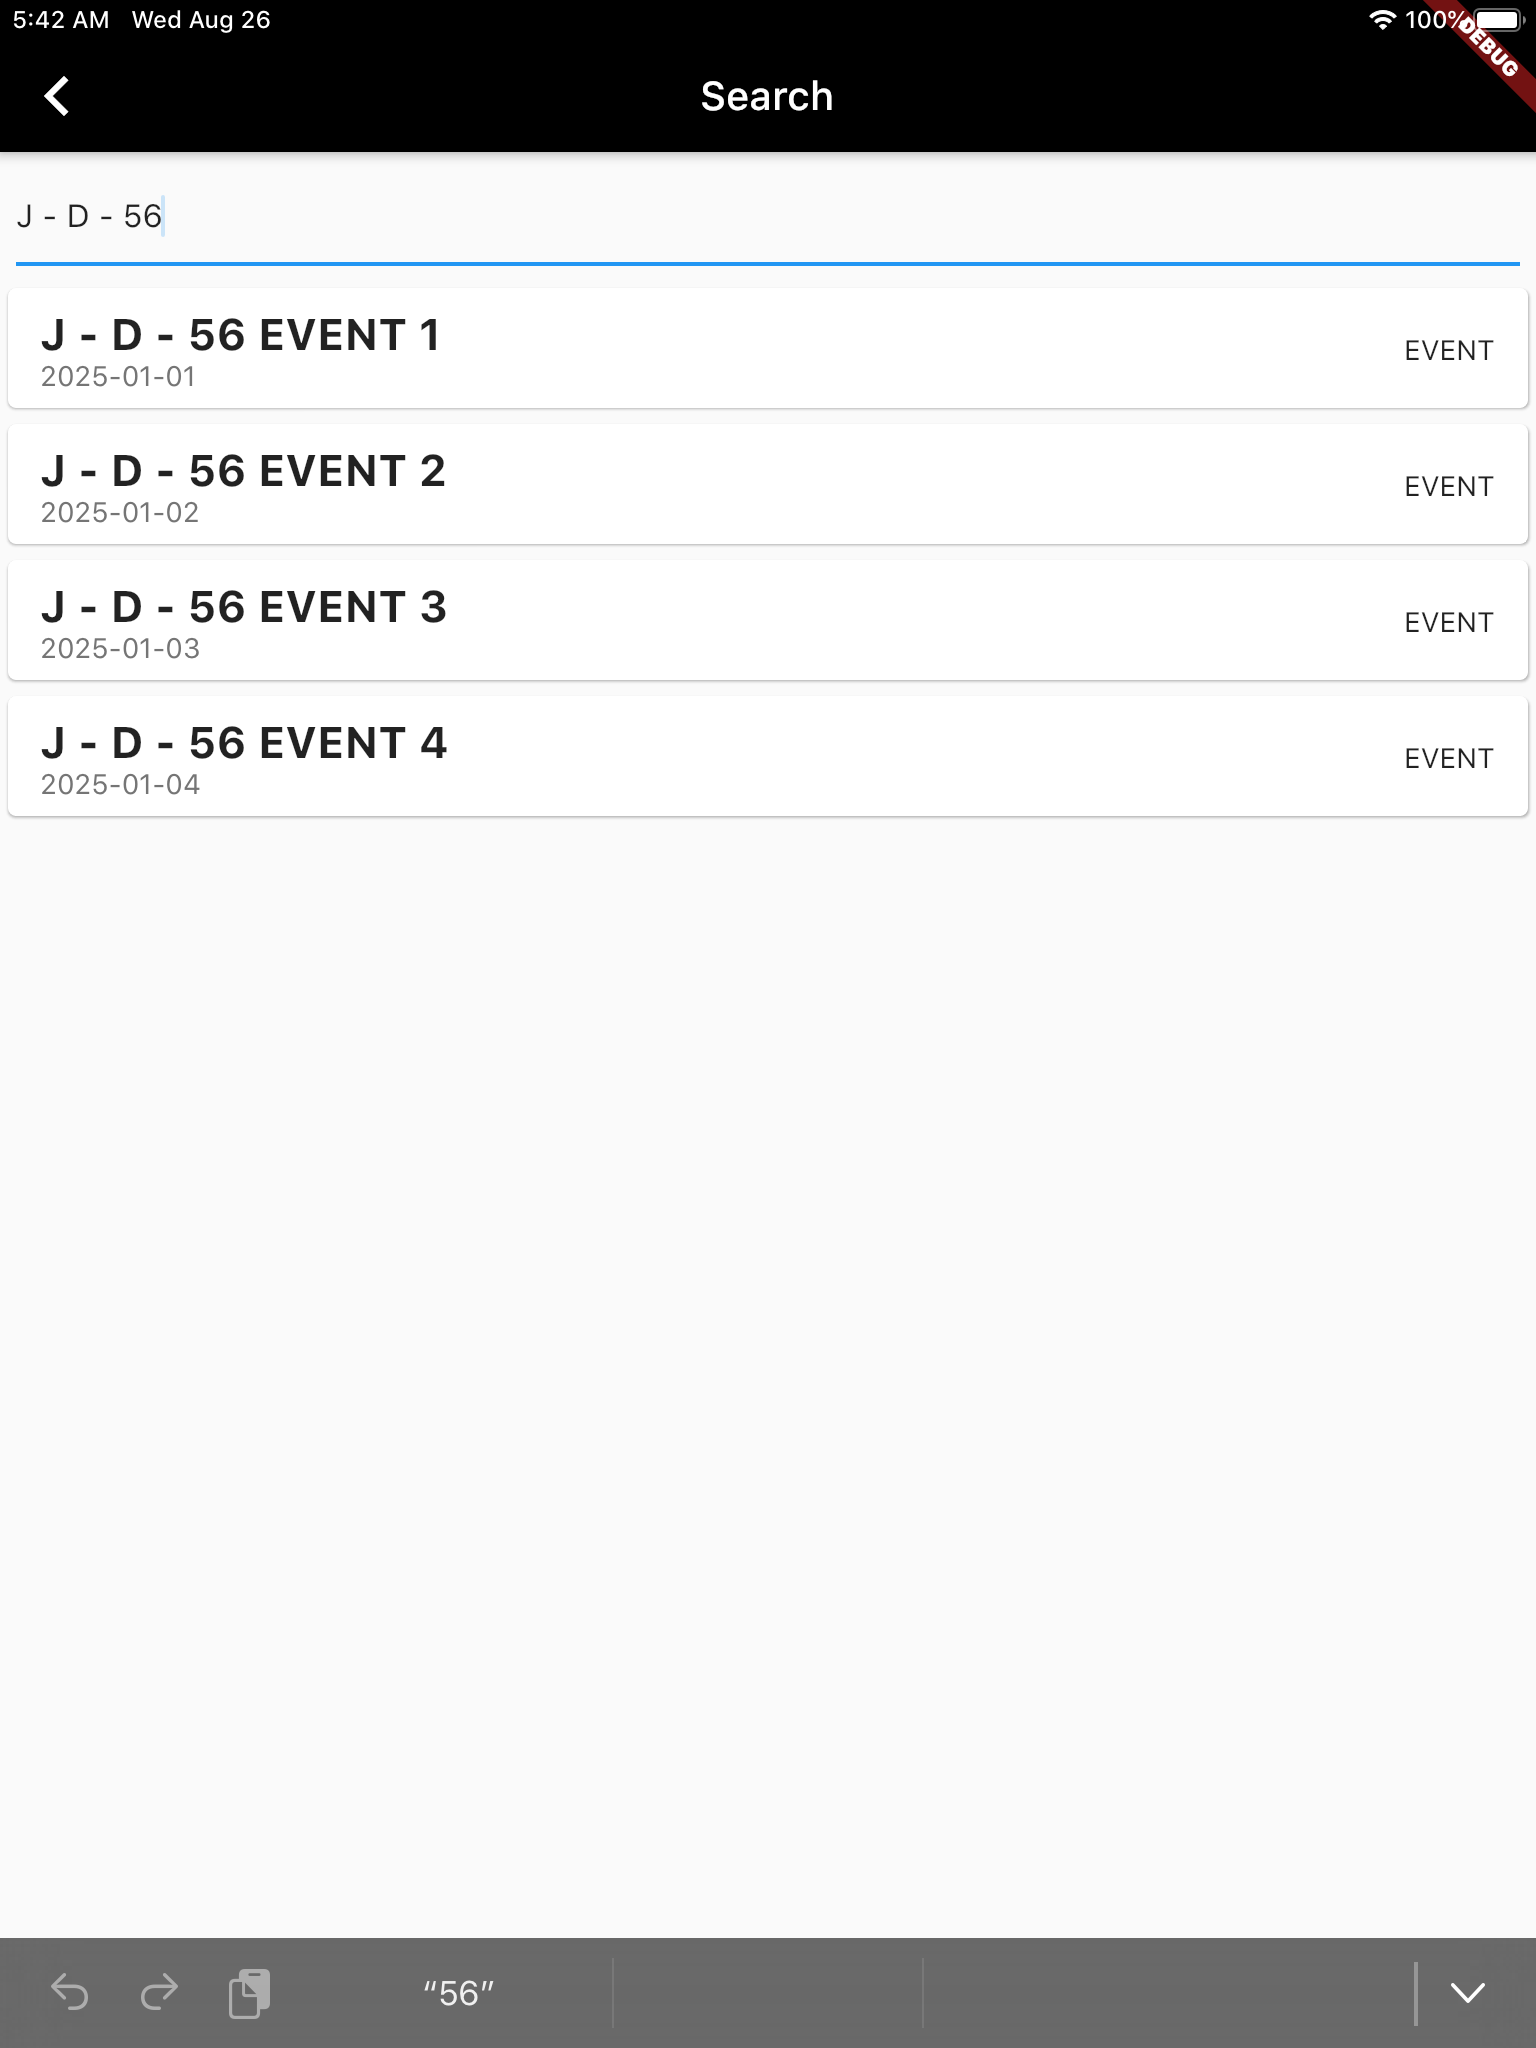 5:42 AM Wed Aug 26 100%
DEBUG
Search
J - D - 56
J - D - 56 EVENT 1
2025-01-01
EVENT
J - D - 56 EVENT 2
2025-01-02
EVENT
J - D - 56 EVENT 3
2025-01-03
EVENT
J - D - 56 EVENT 4
2025-01-04
EVENT
“56”